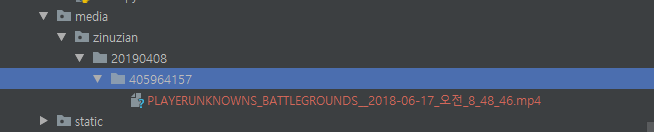 media
zinuzian
20190408
405964157
PLAYERUNKNOWNS_BATTLEGROUNDS__2018-06-17_오전_8_48_46.mp4
static